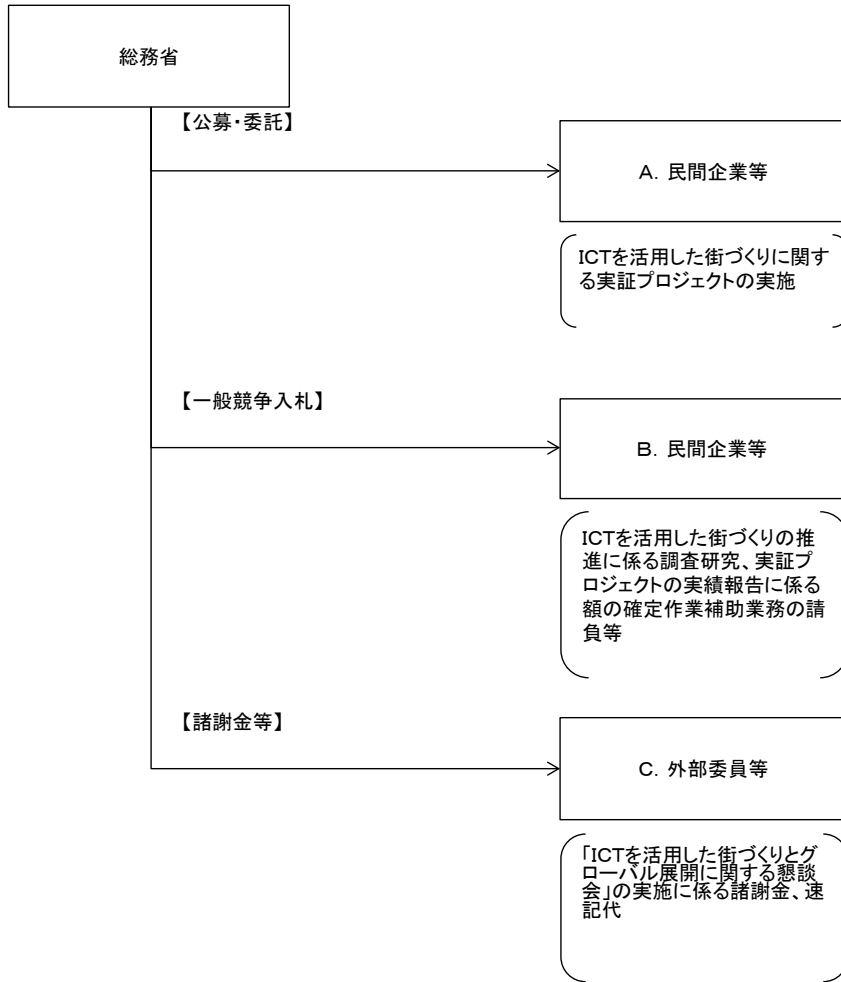 総務省
【公募・委託】
A. 民間企業等
ICTを活用した街づくりに関す
る実証プロジェクトの実施
【一般競争入札】
B. 民間企業等
ICTを活用した街づくりの推
進に係る調査研究、実証プ
ロジェクトの実績報告に係る
額の確定作業補助業務の請
負等
【諸謝金等】
C. 外部委員等
「ICTを活用した街づくりとグ
ローバル展開に関する懇談
会」の実施に係る諸謝金、速
記代